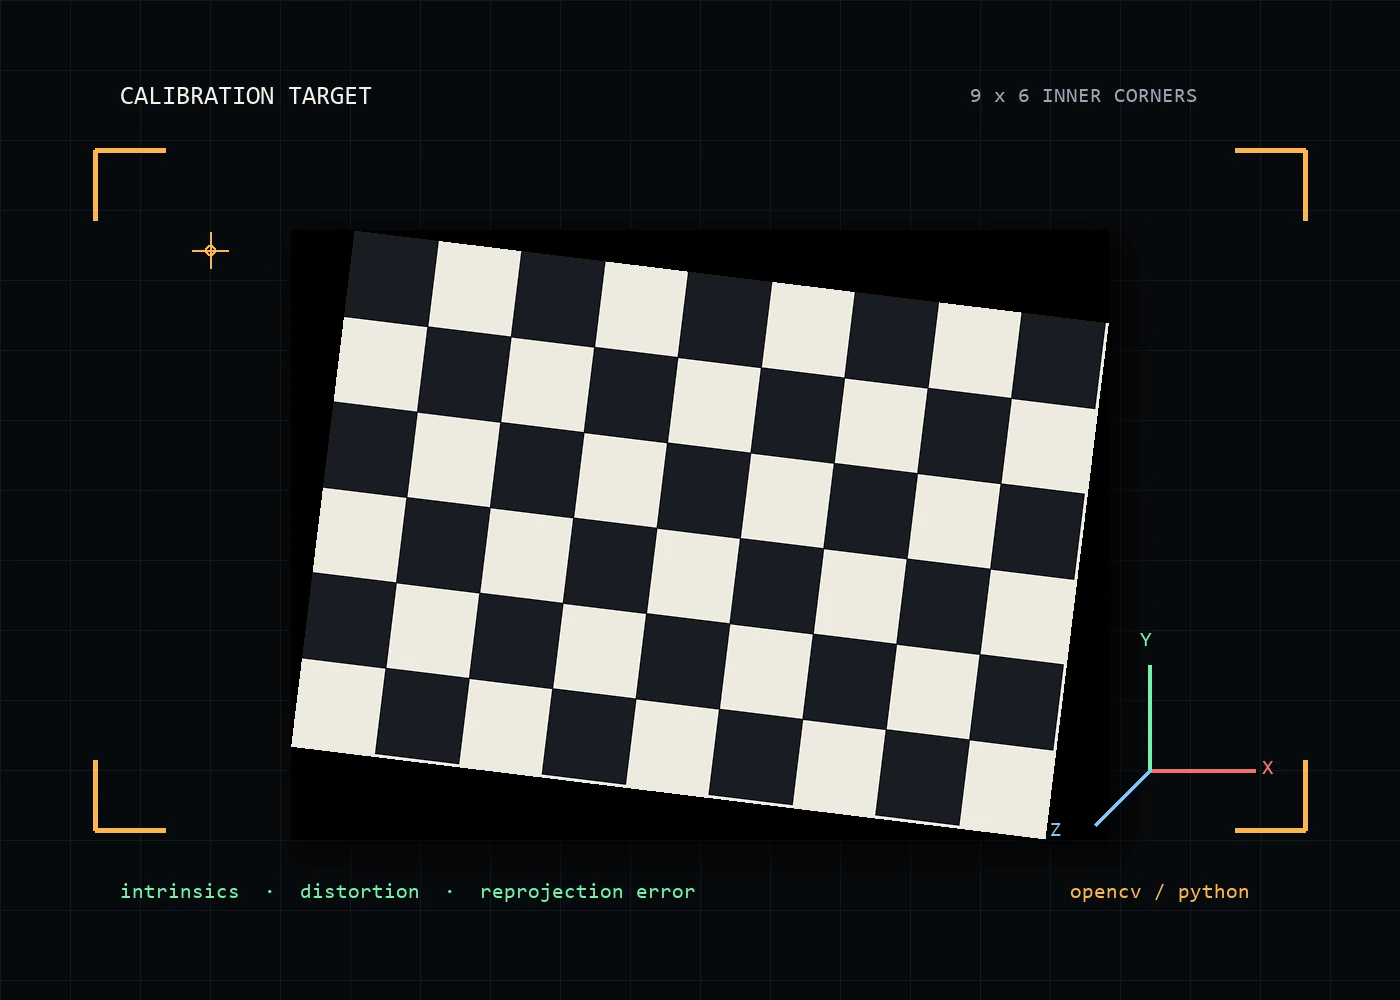 CALIBRATION TARGET
9 x 6 INNER CORNERS
Y
X
Z
intrinsics · distortion · reprojection error
opencv / python